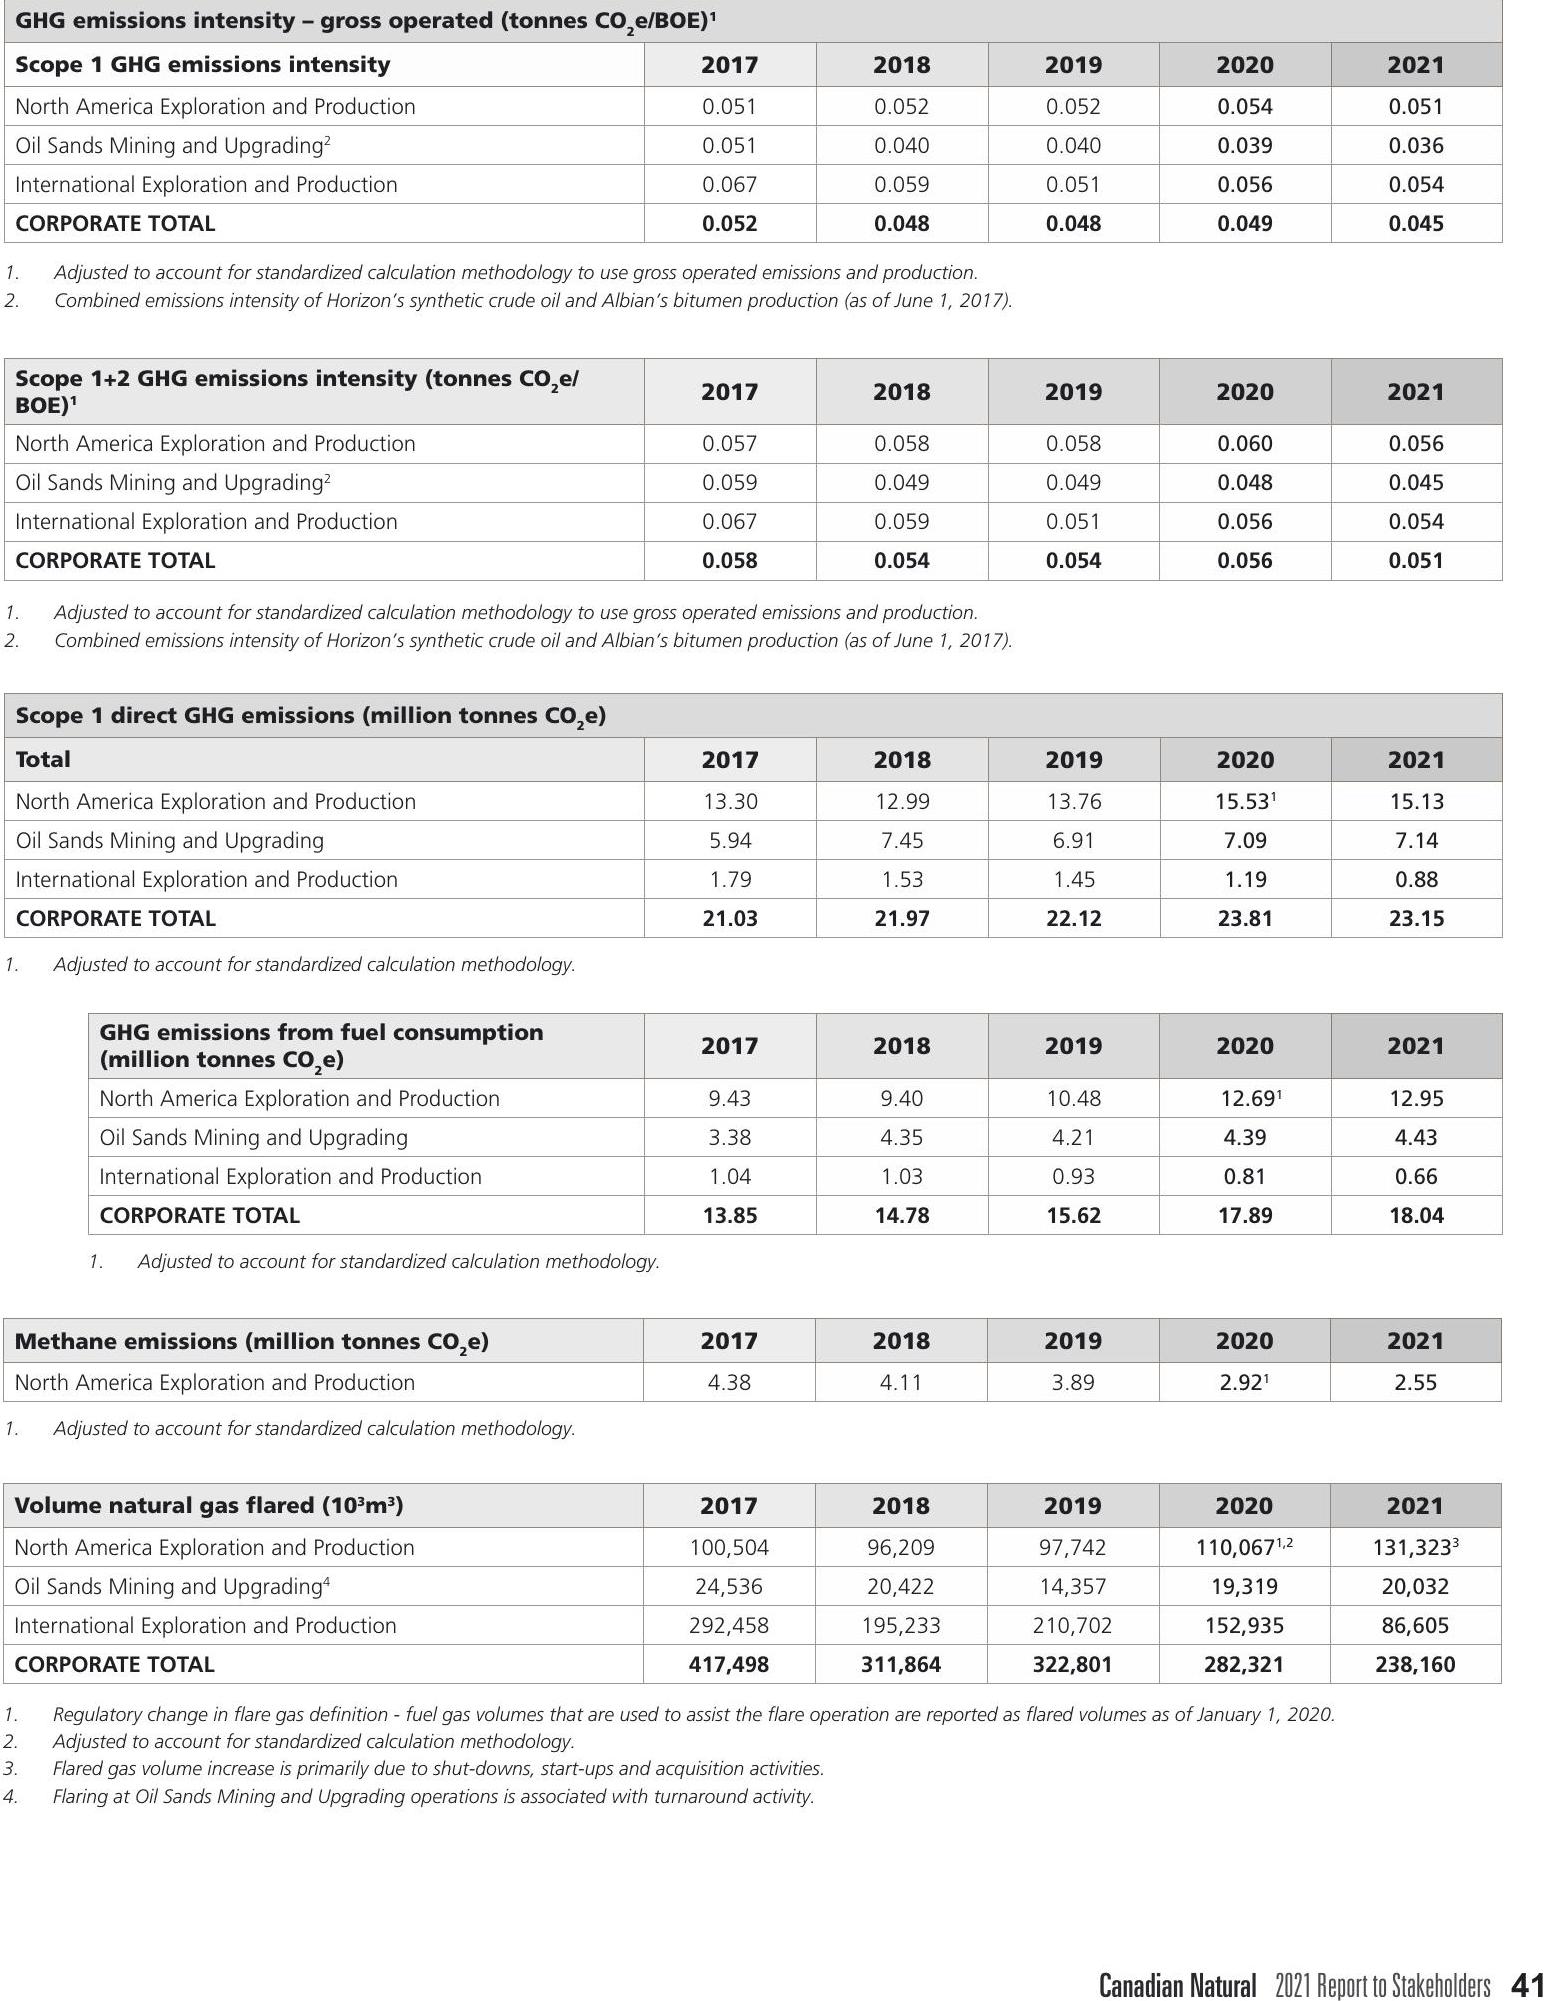 GHG emissions intensity – gross operated (tonnes CO₂e/BOE)¹
Scope 1 GHG emissions intensity 2017 2018 2019 2020 2021
North America Exploration and Production 0.051 0.052 0.052 0.054 0.051
Oil Sands Mining and Upgrading² 0.051 0.040 0.040 0.039 0.036
International Exploration and Production 0.067 0.059 0.051 0.056 0.054
CORPORATE TOTAL 0.052 0.048 0.048 0.049 0.045
1. Adjusted to account for standardized calculation methodology to use gross operated emissions and production.
2. Combined emissions intensity of Horizon's synthetic crude oil and Albian's bitumen production (as of June 1, 2017).
Scope 1+2 GHG emissions intensity (tonnes CO₂e/
BOE)¹ 2017 2018 2019 2020 2021
North America Exploration and Production 0.057 0.058 0.058 0.060 0.056
Oil Sands Mining and Upgrading² 0.059 0.049 0.049 0.048 0.045
International Exploration and Production 0.067 0.059 0.051 0.056 0.054
CORPORATE TOTAL 0.058 0.054 0.054 0.056 0.051
1. Adjusted to account for standardized calculation methodology to use gross operated emissions and production.
2. Combined emissions intensity of Horizon's synthetic crude oil and Albian's bitumen production (as of June 1, 2017).
Scope 1 direct GHG emissions (million tonnes CO₂e)
Total 2017 2018 2019 2020 2021
North America Exploration and Production 13.30 12.99 13.76 15.53¹ 15.13
Oil Sands Mining and Upgrading 5.94 7.45 6.91 7.09 7.14
International Exploration and Production 1.79 1.53 1.45 1.19 0.88
CORPORATE TOTAL 21.03 21.97 22.12 23.81 23.15
1. Adjusted to account for standardized calculation methodology.
GHG emissions from fuel consumption
(million tonnes CO₂e) 2017 2018 2019 2020 2021
North America Exploration and Production 9.43 9.40 10.48 12.69¹ 12.95
Oil Sands Mining and Upgrading 3.38 4.35 4.21 4.39 4.43
International Exploration and Production 1.04 1.03 0.93 0.81 0.66
CORPORATE TOTAL 13.85 14.78 15.62 17.89 18.04
1. Adjusted to account for standardized calculation methodology.
Methane emissions (million tonnes CO₂e) 2017 2018 2019 2020 2021
North America Exploration and Production 4.38 4.11 3.89 2.92¹ 2.55
1. Adjusted to account for standardized calculation methodology.
Volume natural gas flared (10³m³) 2017 2018 2019 2020 2021
North America Exploration and Production 100,504 96,209 97,742 110,067¹,² 131,323³
Oil Sands Mining and Upgrading⁴ 24,536 20,422 14,357 19,319 20,032
International Exploration and Production 292,458 195,233 210,702 152,935 86,605
CORPORATE TOTAL 417,498 311,864 322,801 282,321 238,160
1. Regulatory change in flare gas definition - fuel gas volumes that are used to assist the flare operation are reported as flared volumes as of January 1, 2020.
2. Adjusted to account for standardized calculation methodology.
3. Flared gas volume increase is primarily due to shut-downs, start-ups and acquisition activities.
4. Flaring at Oil Sands Mining and Upgrading operations is associated with turnaround activity.
Canadian Natural 2021 Report to Stakeholders 41